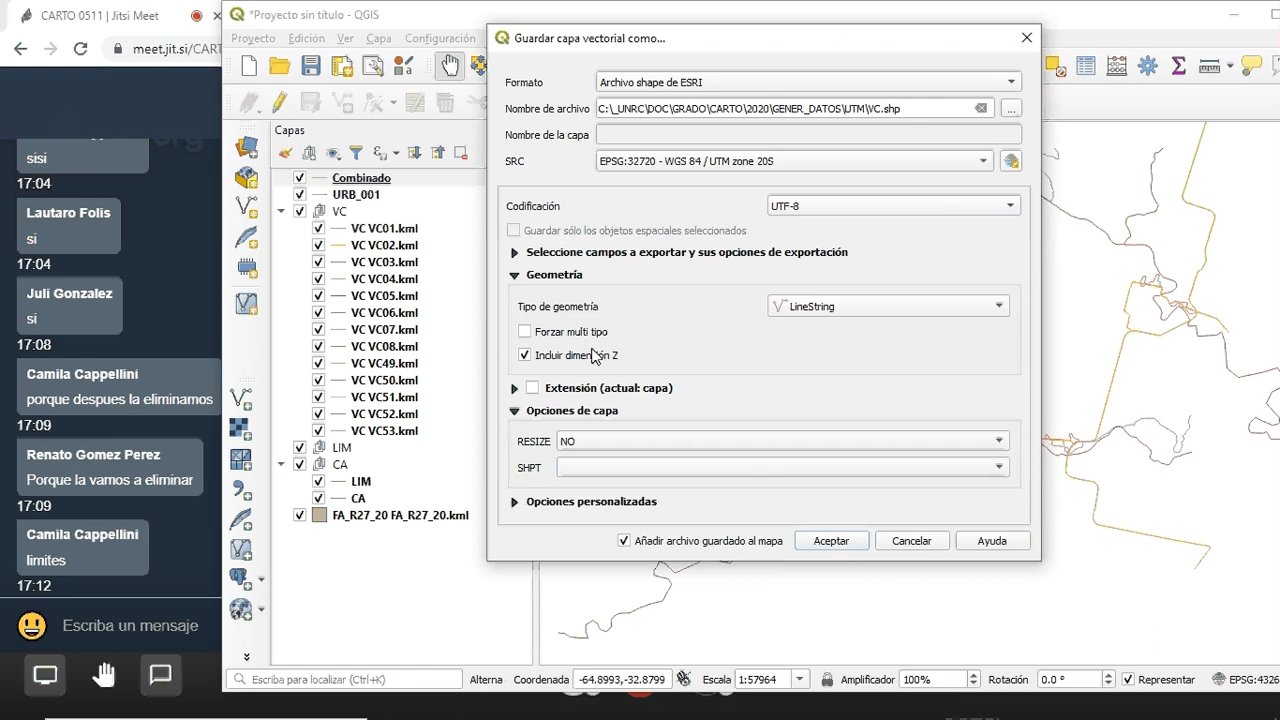 CARTO 0511 | Jitsi Meet
meet.jit.si/CART
sisi
17:04
Lautaro Folis
si
17:04
Juli Gonzalez
si
17:08
Camila Cappellini
porque despues la eliminamos
17:09
Renato Gomez Perez
Porque la vamos a eliminar
17:09
Camila Cappellini
limites
17:12
Escriba un mensaje
*Proyecto sin título - QGIS
Proyecto Edición Ver Capa Configuración
Capas
Combinado
URB_001
VC
VC VC01.kml
VC VC02.kml
VC VC03.kml
VC VC04.kml
VC VC05.kml
VC VC06.kml
VC VC07.kml
VC VC08.kml
VC VC49.kml
VC VC50.kml
VC VC51.kml
VC VC52.kml
VC VC53.kml
LIM
CA
LIM
CA
FA_R27_20 FA_R27_20.kml
Guardar capa vectorial como...
Formato Archivo shape de ESRI
Nombre de archivo C:\_UNRC\DOC\GRADO\CARTO\2020\GENER_DATOS\UTM\VC.shp ...
Nombre de la capa
SRC EPSG:32720 - WGS 84 / UTM zone 20S
Codificación UTF-8
Guardar sólo los objetos espaciales seleccionados
Seleccione campos a exportar y sus opciones de exportación
Geometría
Tipo de geometría LineString
Forzar multi tipo
Incluir dimensión Z
Extensión (actual: capa)
Opciones de capa
RESIZE NO
SHPT
Opciones personalizadas
Añadir archivo guardado al mapa Aceptar Cancelar Ayuda
Escriba para localizar (Ctrl+K) Alterna Coordenada -64.8993,-32.8799 Escala 1:57964 Amplificador 100% Rotación 0.0 ° Representar EPSG:4326